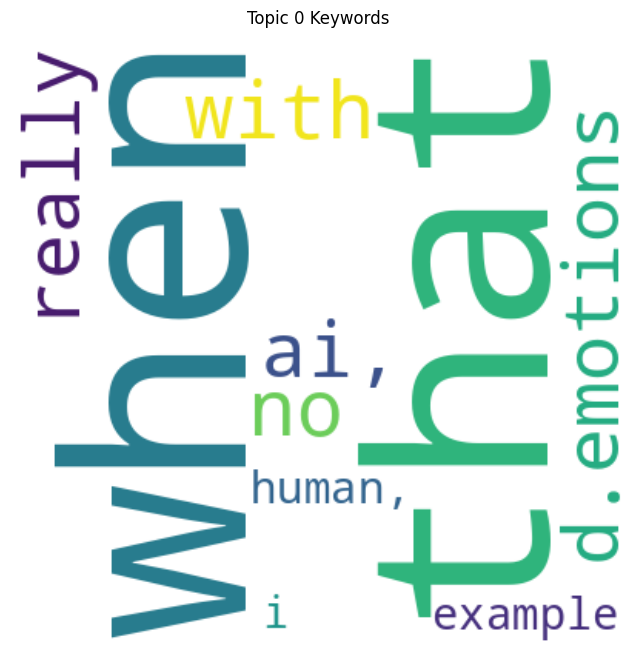 Topic 0 Keywords
really
when
with
that
d.emotions
ai,
no
human,
i
example